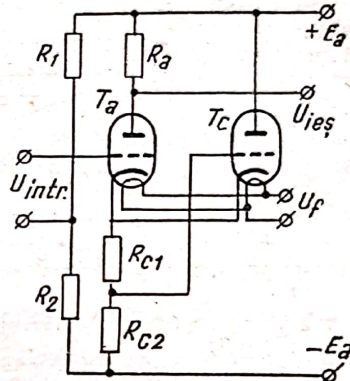 R1
Ra
+Ea
Ta
Tc
Uieș
Uintr.
Uf
RC1
R2
RC2
-Ea